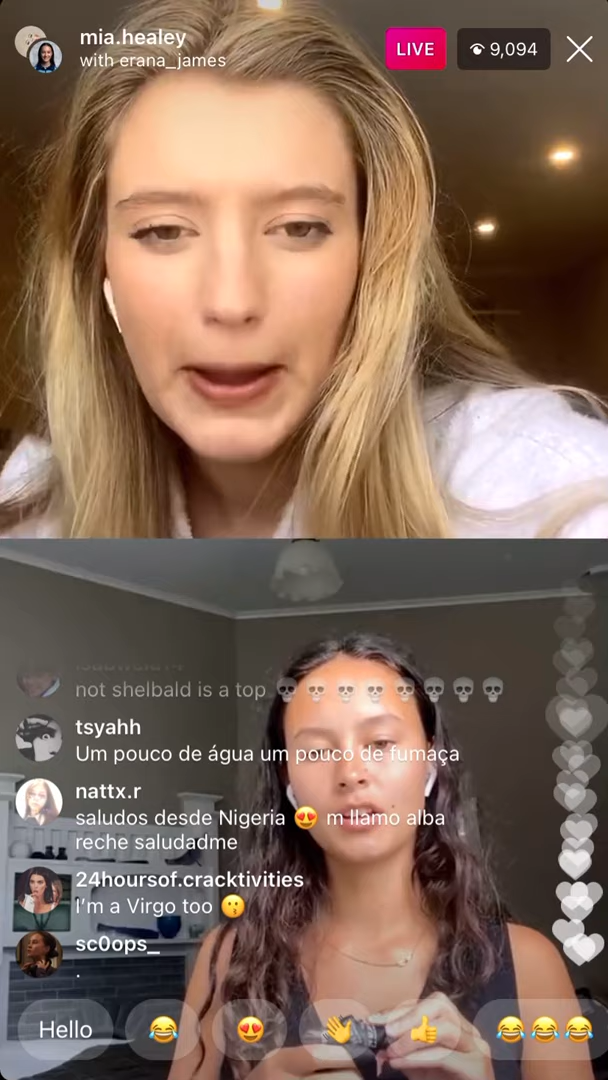 mia.healey
with erana_james
LIVE
9,094
not shelbald is a top 💀 💀 💀 💀 💀 💀 💀 💀
tsyahh
Um pouco de água um pouco de fumaça
nattx.r
saludos desde Nigeria 😍 m llamo alba
reche saludadme
24hoursof.cracktivities
I'm a Virgo too 😗
sc0ops_
.
Hello 😂 😍 👋 👍 😂😂😂